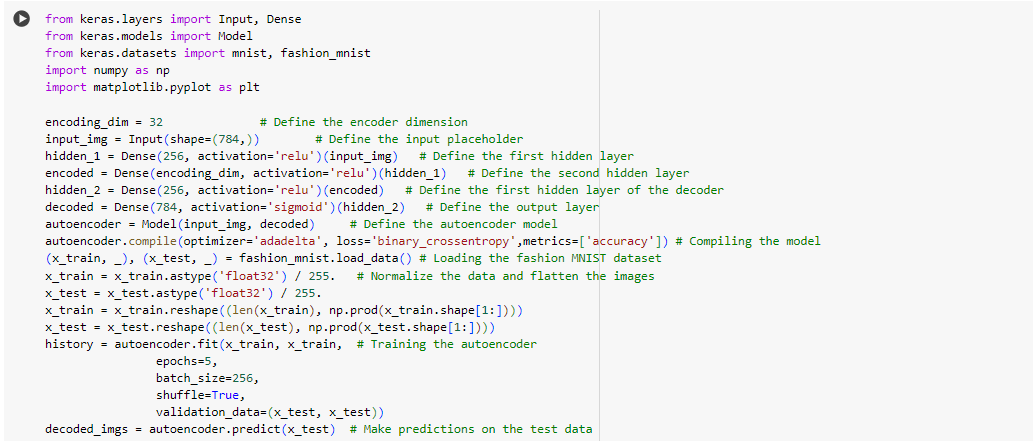 from keras.layers import Input, Dense
from keras.models import Model
from keras.datasets import mnist, fashion_mnist
import numpy as np
import matplotlib.pyplot as plt
encoding_dim = 32 # Define the encoder dimension
input_img = Input(shape=(784,)) # Define the input placeholder
hidden_1 = Dense(256, activation='relu')(input_img) # Define the first hidden layer
encoded = Dense(encoding_dim, activation='relu')(hidden_1) # Define the second hidden layer
hidden_2 = Dense(256, activation='relu')(encoded) # Define the first hidden layer of the decoder
decoded = Dense(784, activation='sigmoid')(hidden_2) # Define the output layer
autoencoder = Model(input_img, decoded) # Define the autoencoder model
autoencoder.compile(optimizer='adadelta', loss='binary_crossentropy',metrics=['accuracy']) # Compiling the model
(x_train, _), (x_test, _) = fashion_mnist.load_data() # Loading the fashion MNIST dataset
x_train = x_train.astype('float32') / 255. # Normalize the data and flatten the images
x_test = x_test.astype('float32') / 255.
x_train = x_train.reshape((len(x_train), np.prod(x_train.shape[1:])))
x_test = x_test.reshape((len(x_test), np.prod(x_test.shape[1:])))
history = autoencoder.fit(x_train, x_train, # Training the autoencoder
epochs=5,
batch_size=256,
shuffle=True,
validation_data=(x_test, x_test))
decoded_imgs = autoencoder.predict(x_test) # Make predictions on the test data